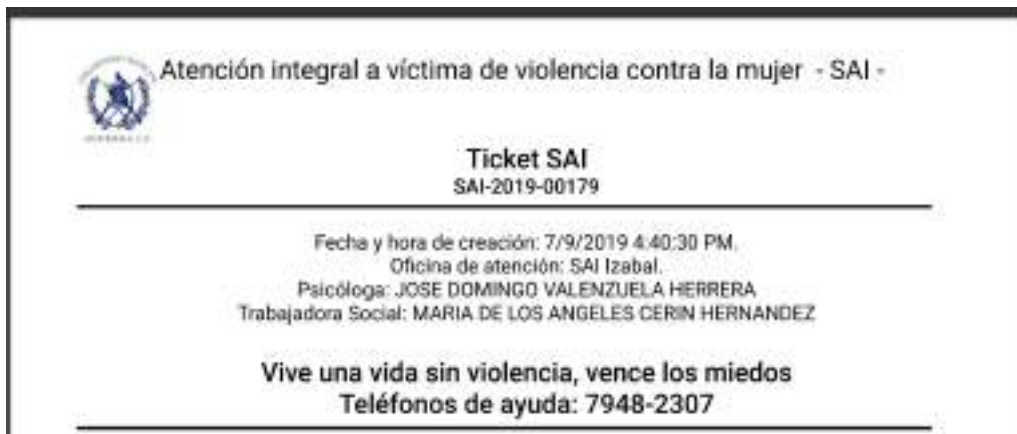 Atención integral a víctima de violencia contra la mujer - SAI -
Ticket SAI
SAI-2019-00179
Fecha y hora de creación: 7/9/2019 4:40:30 PM.
Oficina de atención: SAI Izabal.
Psicóloga: JOSE DOMINGO VALENZUELA HERRERA
Trabajadora Social: MARIA DE LOS ANGELES CERIN HERNANDEZ
Vive una vida sin violencia, vence los miedos
Teléfonos de ayuda: 7948-2307